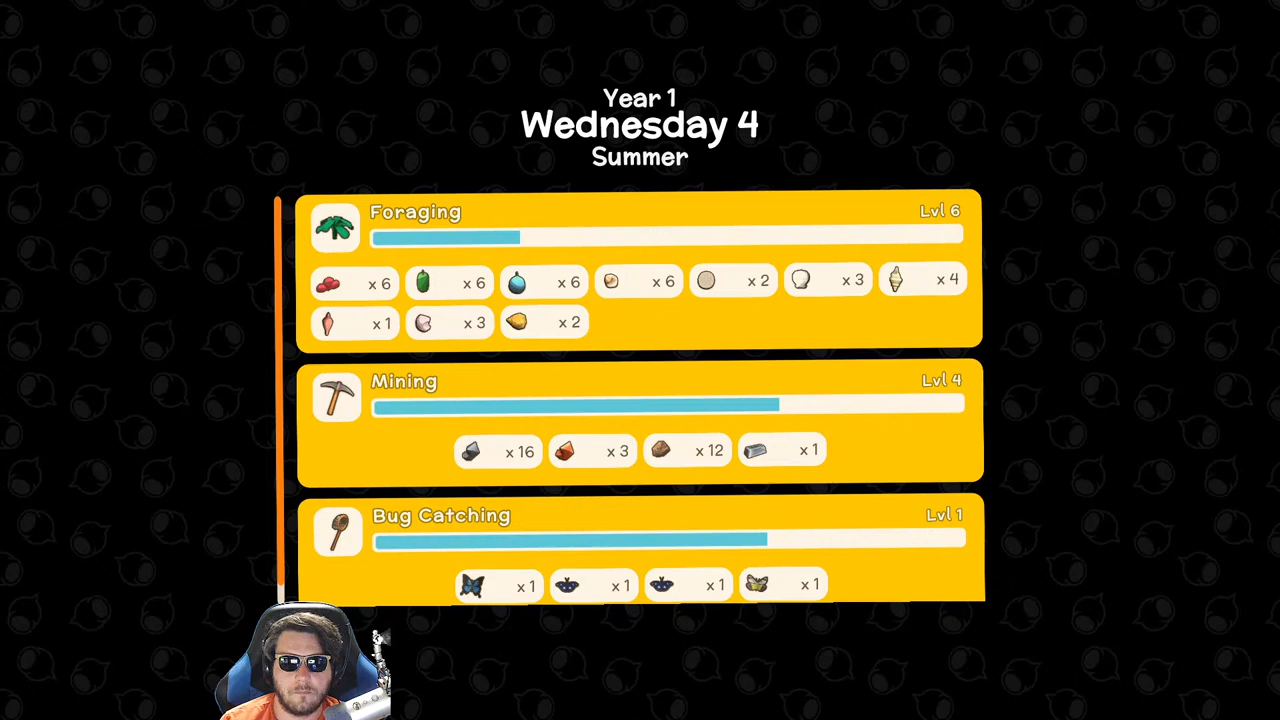 Year 1
Wednesday 4
Summer
Foraging Lvl 6
x 6 x 6 x 6 x 6 x 2 x 3 x 4
x 1 x 3 x 2
Mining Lvl 4
x 16 x 3 x 12 x 1
Bug Catching Lvl 1
x 1 x 1 x 1 x 1